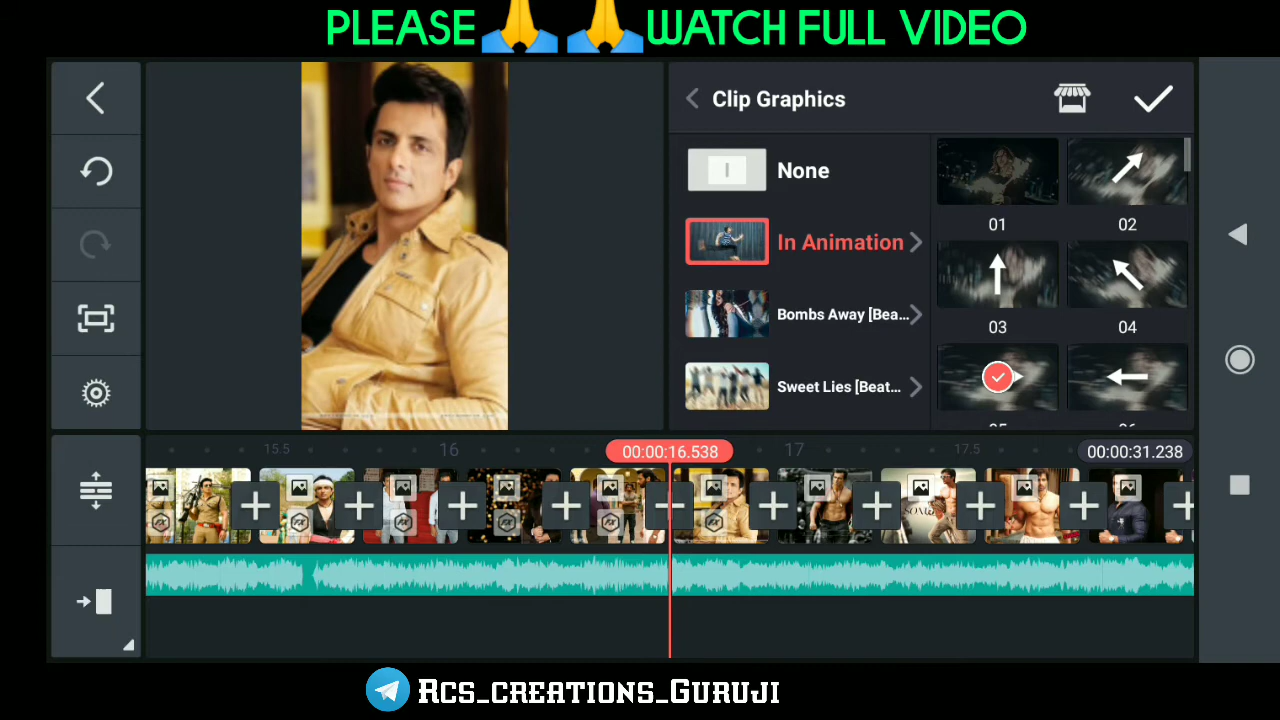 PLEASE🙏 🙏WATCH FULL VIDEO
Clip Graphics
None
In Animation
Bombs Away [Bea...
Sweet Lies [Beat...
01 02
03 04
15.5 16 00:00:16.538 17 17.5 00:00:31.238
Rcs_creations_Guruji